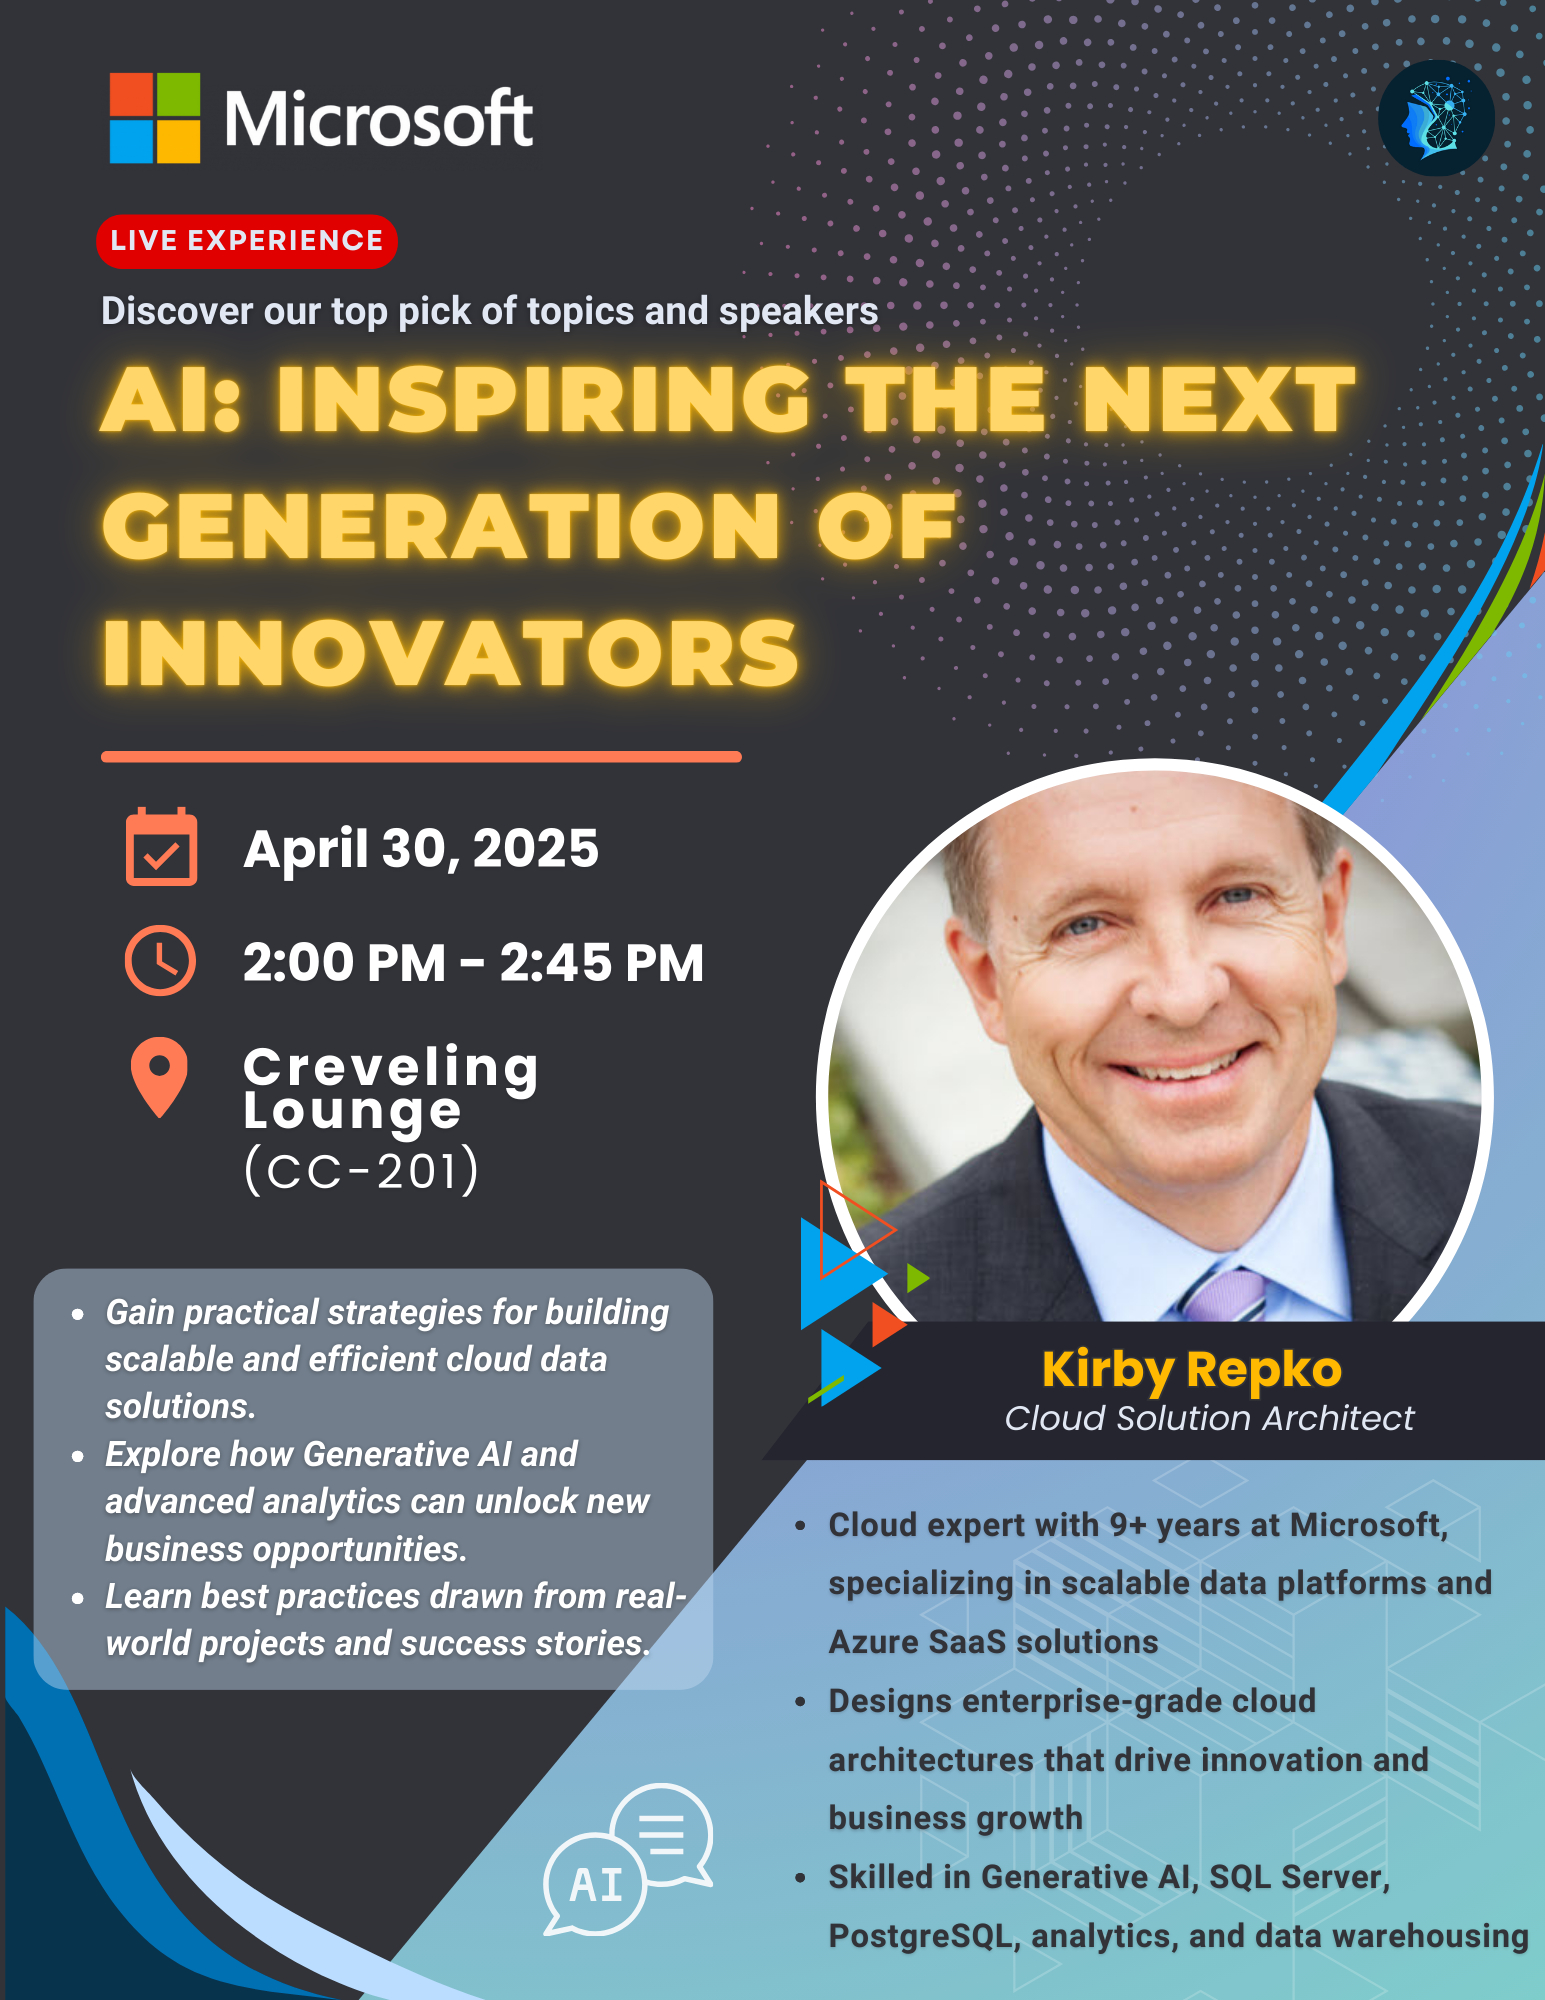 Microsoft
LIVE EXPERIENCE
Discover our top pick of topics and speakers
AI: INSPIRING THE NEXT
GENERATION OF
INNOVATORS
April 30, 2025
2:00 PM - 2:45 PM
Creveling
Lounge
(CC-201)
• Gain practical strategies for building
scalable and efficient cloud data
solutions.
• Explore how Generative AI and
advanced analytics can unlock new
business opportunities.
• Learn best practices drawn from real-
world projects and success stories.
Kirby Repko
Cloud Solution Architect
• Cloud expert with 9+ years at Microsoft,
specializing in scalable data platforms and
Azure SaaS solutions
• Designs enterprise-grade cloud
architectures that drive innovation and
business growth
• Skilled in Generative AI, SQL Server,
PostgreSQL, analytics, and data warehousing
AI